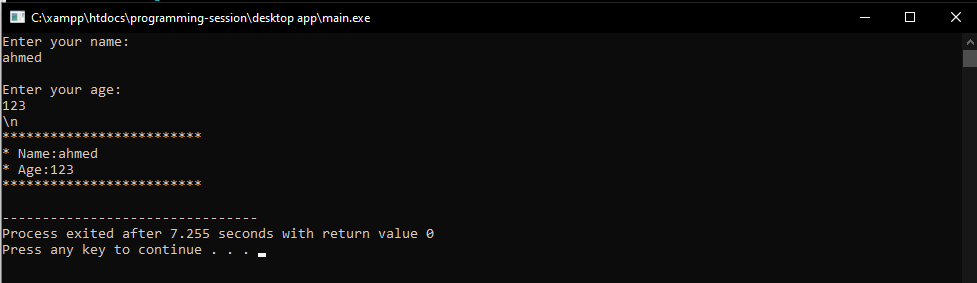 C:\xampp\htdocs\programming-session\desktop app\main.exe
Enter your name:
ahmed
Enter your age:
123
\n
*************************
* Name:ahmed
* Age:123
*************************
--------------------------------
Process exited after 7.255 seconds with return value 0
Press any key to continue . . .